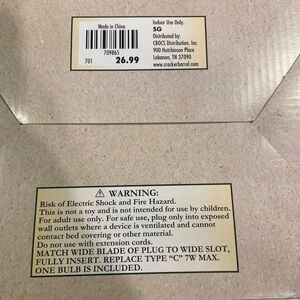 Made in China
709865
701 26.99
Indoor Use Only.
SG
Distributed by:
CBOCS Distribution, Inc.
900 Hutchinson Place
Lebanon, TN 37090
www.crackerbarrel.com
⚠ WARNING:
Risk of Electric Shock and Fire Hazard.
This is not a toy and is not intended for use by children.
For adult use only. For safe use, plug only into exposed
wall outlets where a device is ventilated and cannot
contact bed covering or other material.
Do not use with extension cords.
MATCH WIDE BLADE OF PLUG TO WIDE SLOT,
FULLY INSERT. REPLACE TYPE "C" 7W MAX.
ONE BULB IS INCLUDED.